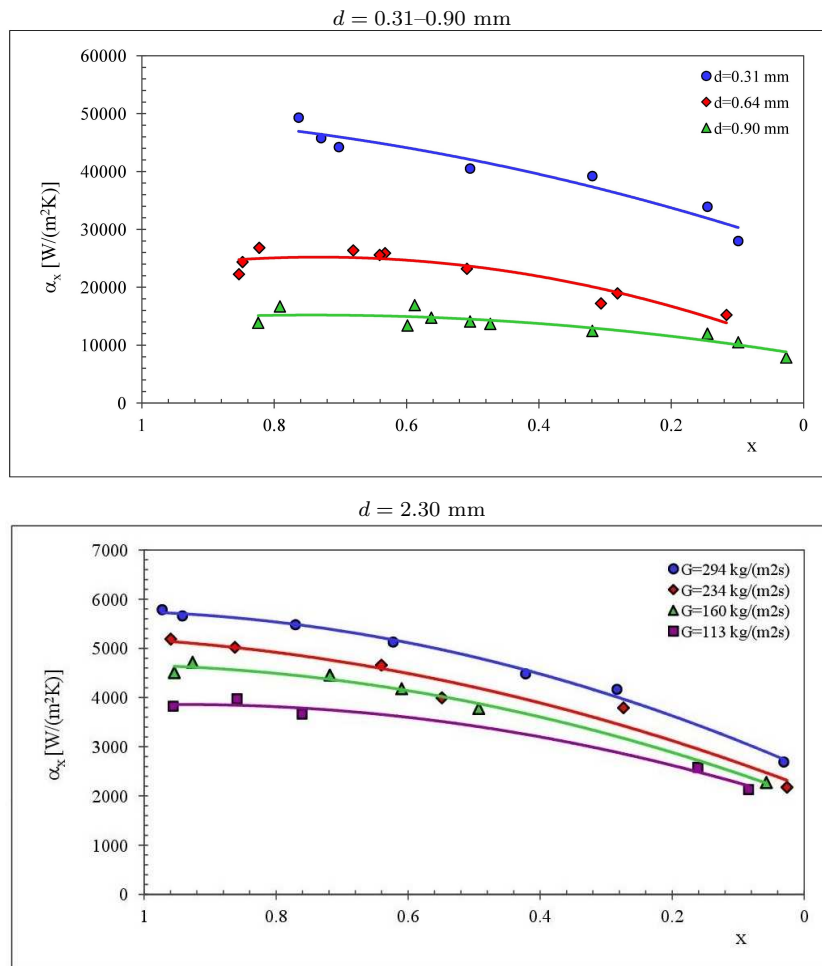 d = 0.31–0.90 mm
60000
50000
40000
30000
20000
10000
0
αx [W/(m²K)]
d=0.31 mm
d=0.64 mm
d=0.90 mm
1 0.8 0.6 0.4 0.2 0
x
d = 2.30 mm
7000
6000
5000
4000
3000
2000
1000
0
αx [W/(m²K)]
G=294 kg/(m2s)
G=234 kg/(m2s)
G=160 kg/(m2s)
G=113 kg/(m2s)
1 0.8 0.6 0.4 0.2 0
x